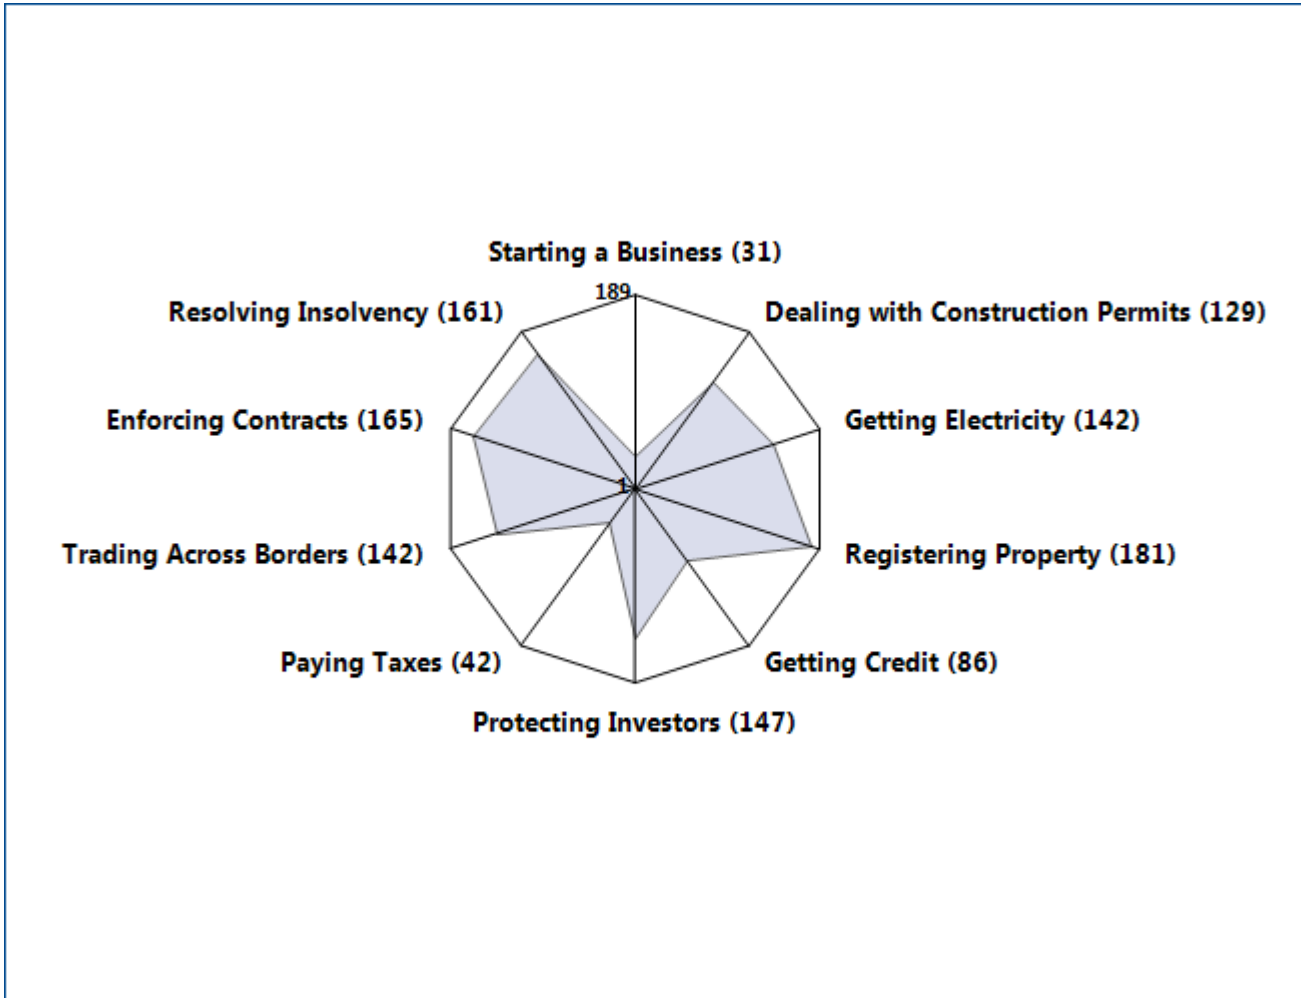 Starting a Business (31)
189
Resolving Insolvency (161)
Dealing with Construction Permits (129)
Enforcing Contracts (165)
Getting Electricity (142)
1
Trading Across Borders (142)
Registering Property (181)
Paying Taxes (42)
Getting Credit (86)
Protecting Investors (147)